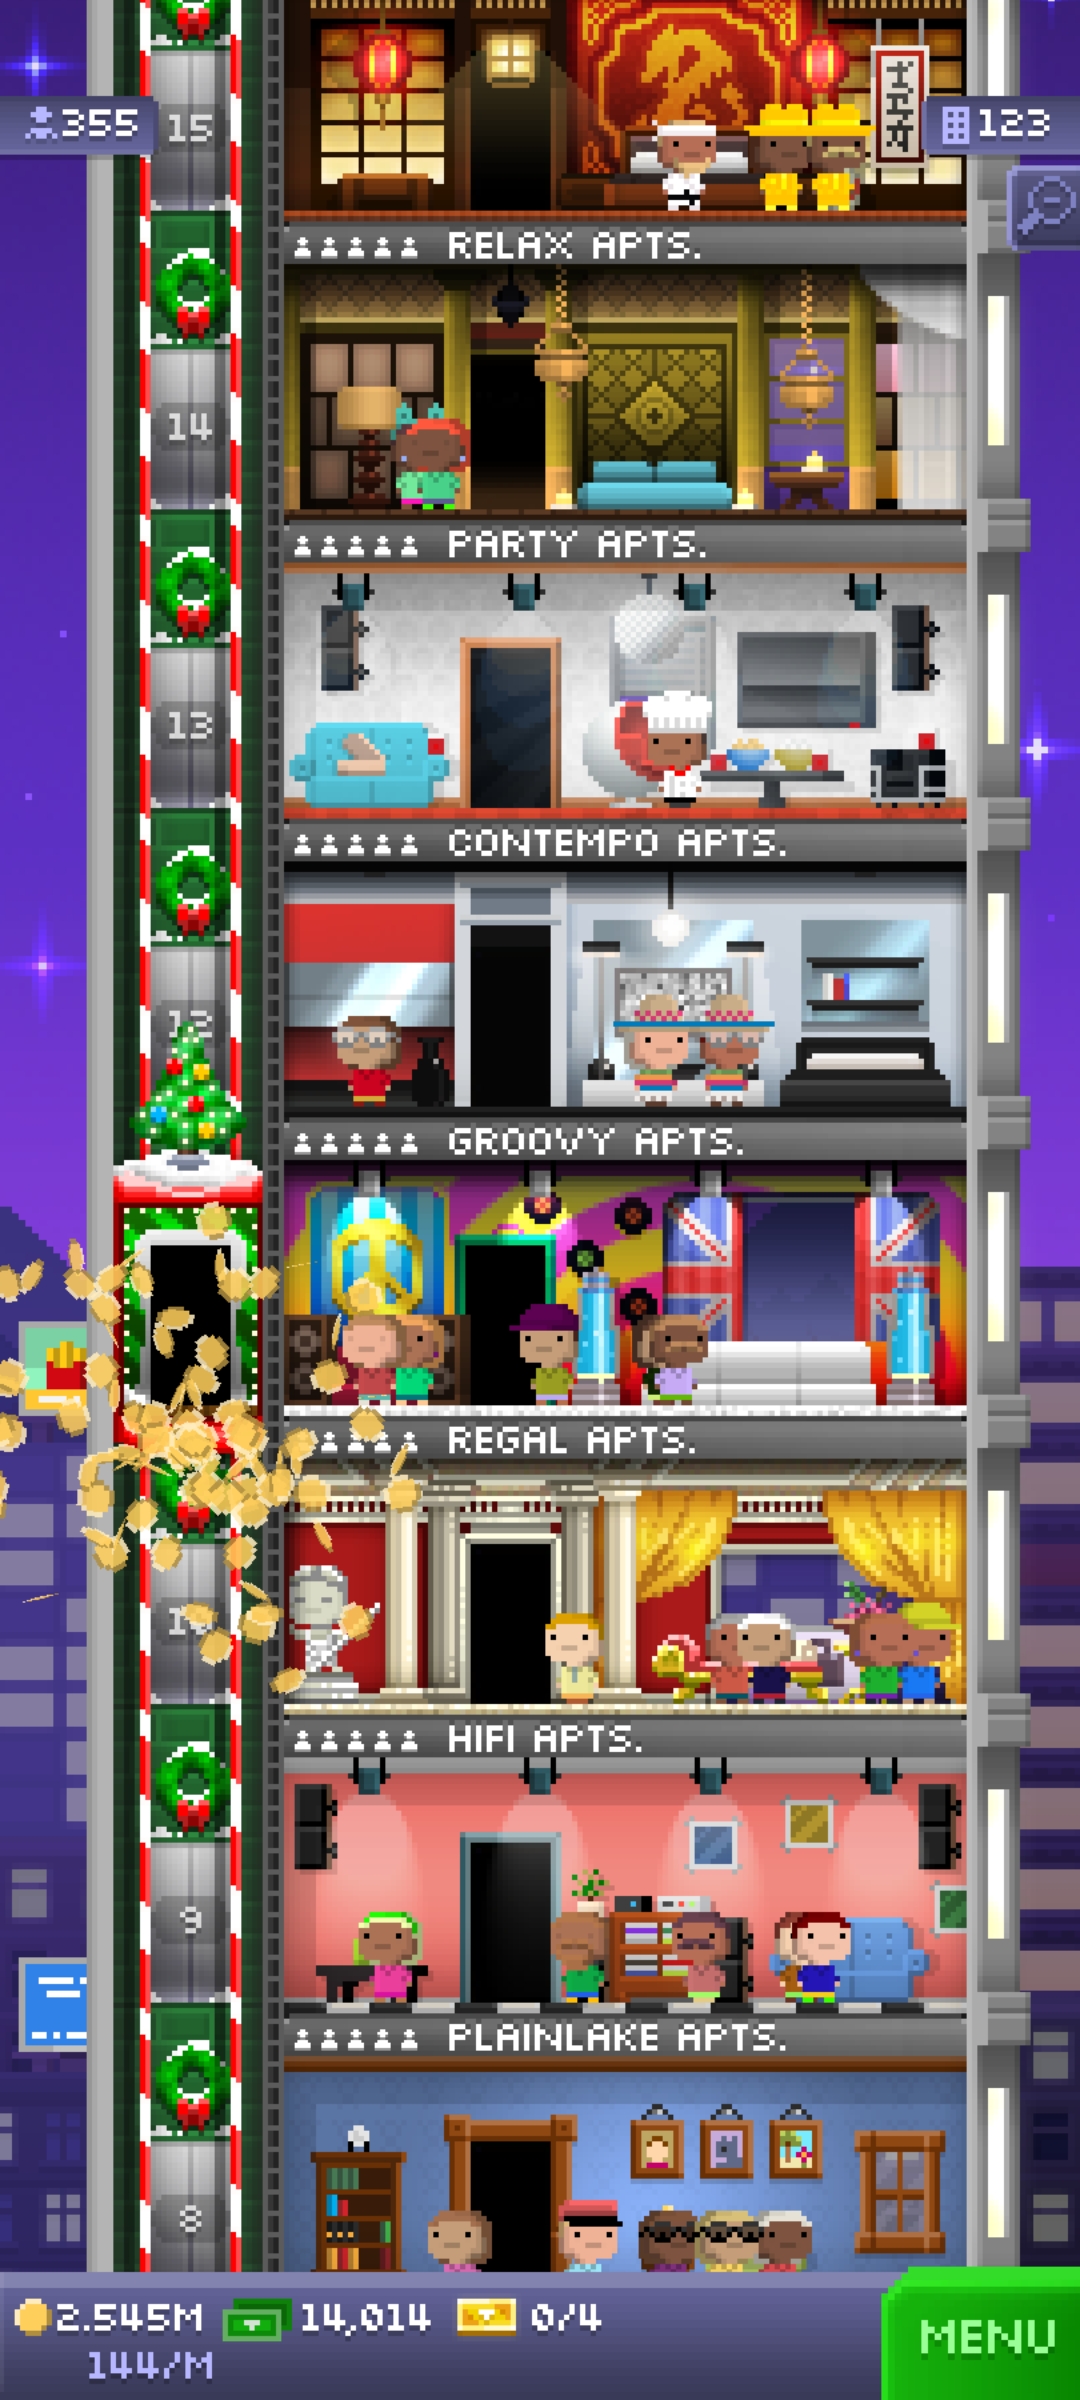 355
15
123
RELAX APTS.
14
PARTY APTS.
13
CONTEMPO APTS.
12
GROOVY APTS.
REGAL APTS.
HIFI APTS.
9
PLAINLAKE APTS.
8
2.545M
14,014
0/4
144/M
MENU